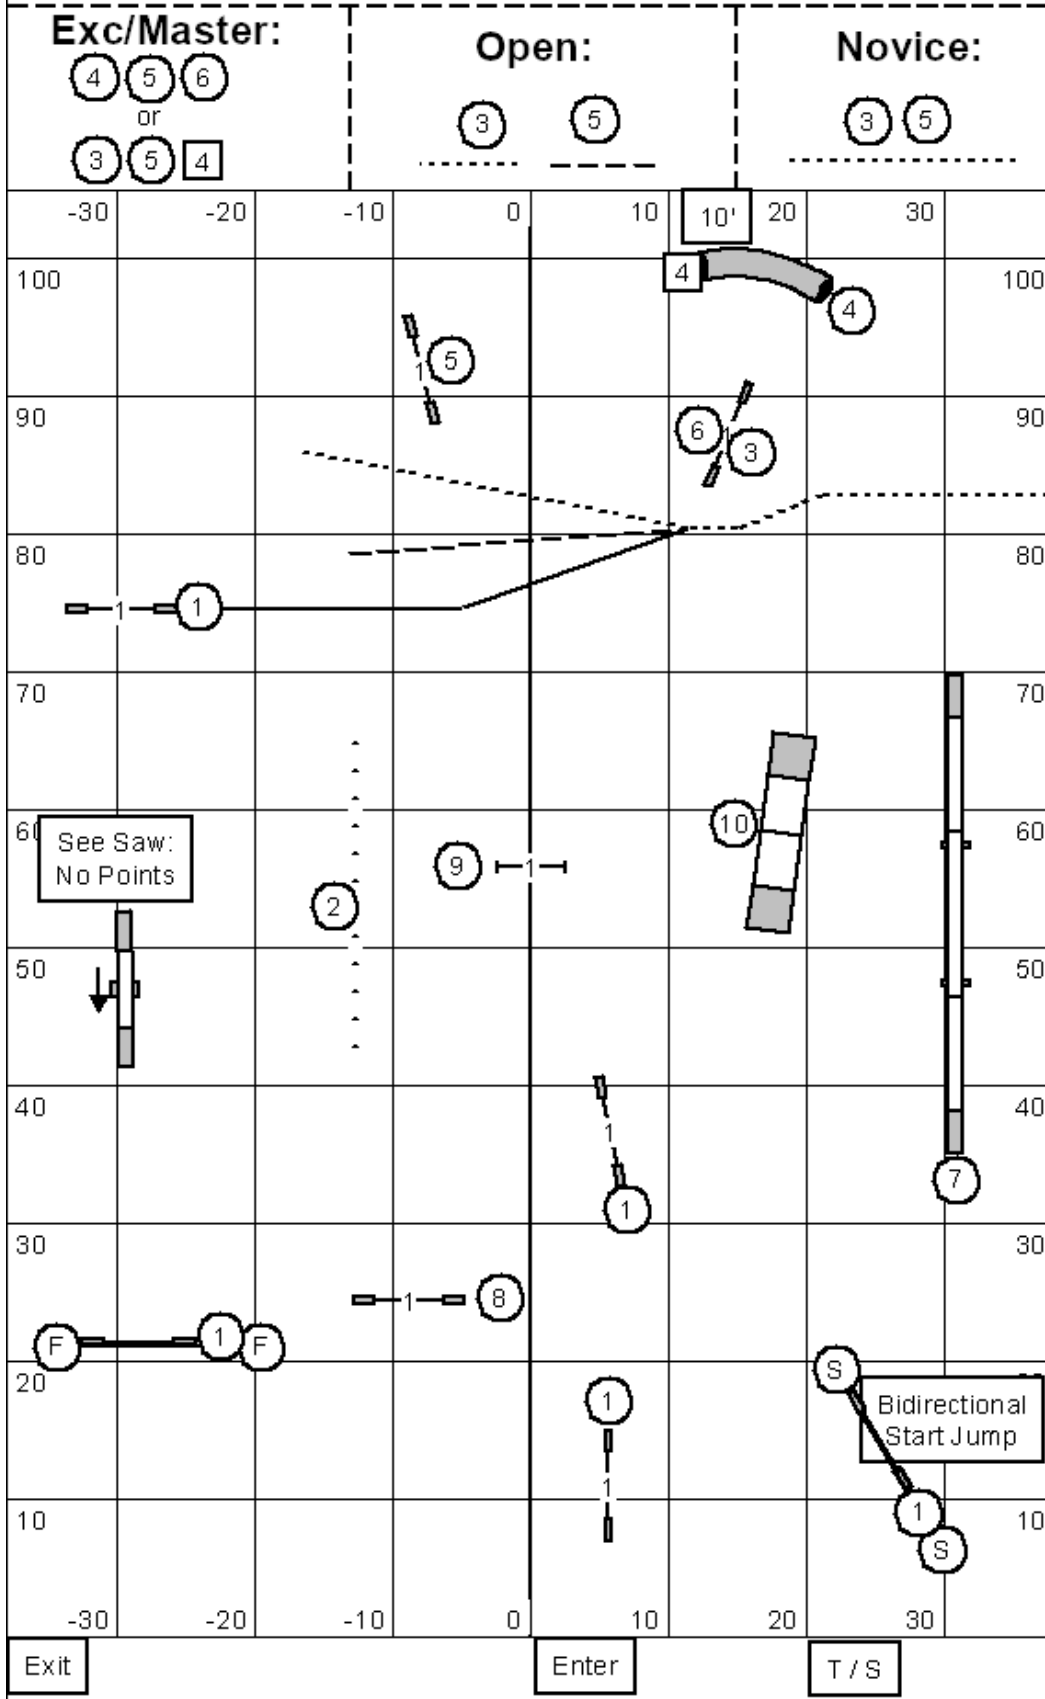 Exc/Master:
4 5 6
or
3 5 4
Open:
3 5
Novice:
3 5
-30 -20 -10 0 10 10' 20 30
100 4 4 100
5
90 6 3 90
80 80
1 1
70 70
60 10 60
See Saw:
No Points
9 1
2
50 50
40 40
1
7
1
30 30
1 8
F 1 F
20 S
Bidirectional
Start Jump
1
1
10 1 10
S
-30 -20 0 10 20 30
Exit Enter T / S